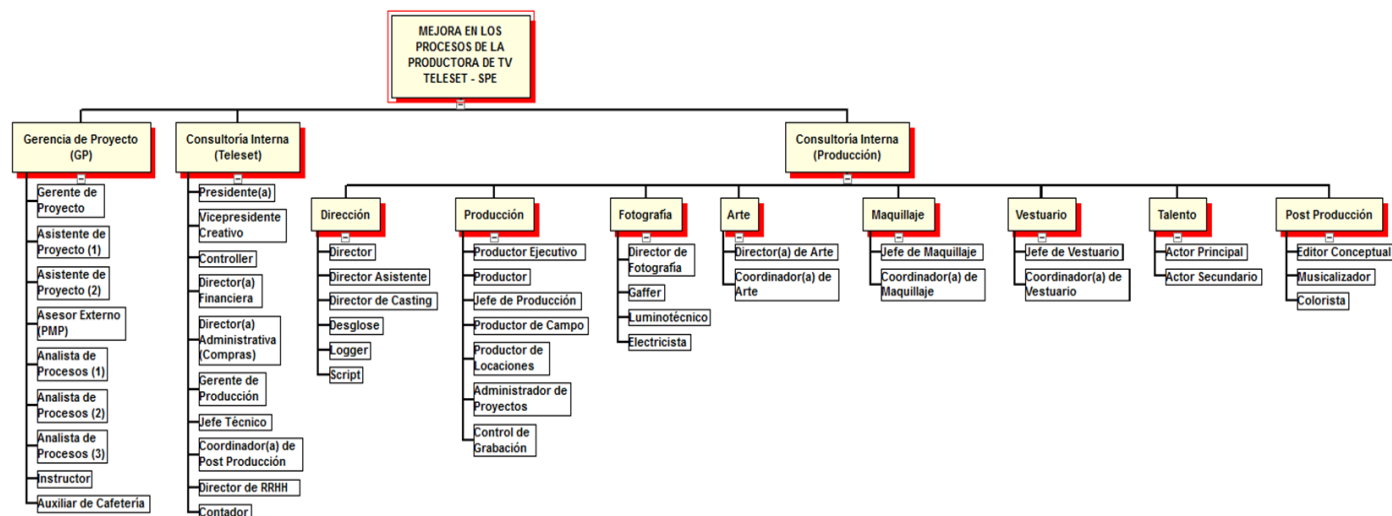 MEJORA EN LOS
PROCESOS DE LA
PRODUCTORA DE TV
TELESET - SPE
Gerencia de Proyecto
(GP)
Gerente de
Proyecto
Asistente de
Proyecto (1)
Asistente de
Proyecto (2)
Asesor Externo
(PMP)
Analista de
Procesos (1)
Analista de
Procesos (2)
Analista de
Procesos (3)
Instructor
Auxiliar de Cafetería
Consultoría Interna
(Teleset)
Presidente(a)
Vicepresidente
Creativo
Controller
Director(a)
Financiera
Director(a)
Administrativa
(Compras)
Gerente de
Producción
Jefe Técnico
Coordinador(a) de
Post Producción
Director de RRHH
Contador
Consultoría Interna
(Producción)
Dirección
Director
Director Asistente
Director de Casting
Desglose
Logger
Script
Producción
Productor Ejecutivo
Productor
Jefe de Producción
Productor de Campo
Productor de
Locaciones
Administrador de
Proyectos
Control de
Grabación
Fotografía
Director de
Fotografía
Gaffer
Luminotécnico
Electricista
Arte
Director(a) de Arte
Coordinador(a) de
Arte
Maquillaje
Jefe de Maquillaje
Coordinador(a) de
Maquillaje
Vestuario
Jefe de Vestuario
Coordinador(a) de
Vestuario
Talento
Actor Principal
Actor Secundario
Post Producción
Editor Conceptual
Musicalizador
Colorista